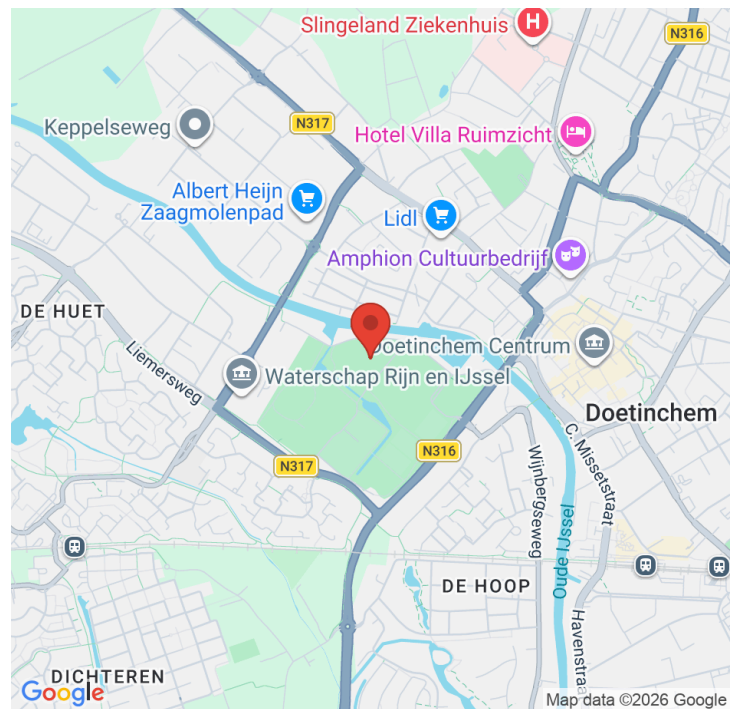 Slingeland Ziekenhuis
H
N316
N317
Keppelseweg
Hotel Villa Ruimzicht
Albert Heijn
Zaagmolenpad
Lidl
Amphion Cultuurbedrijf
DE HUET
Liemersweg
Doetinchem Centrum
Waterschap Rijn en IJssel
Doetinchem
C. Missetstraat
N316
N317
Wijnbergseweg
Oude IJssel
DE HOOP
Havenstraa
DICHTEREN
Google
Map data ©2026 Google